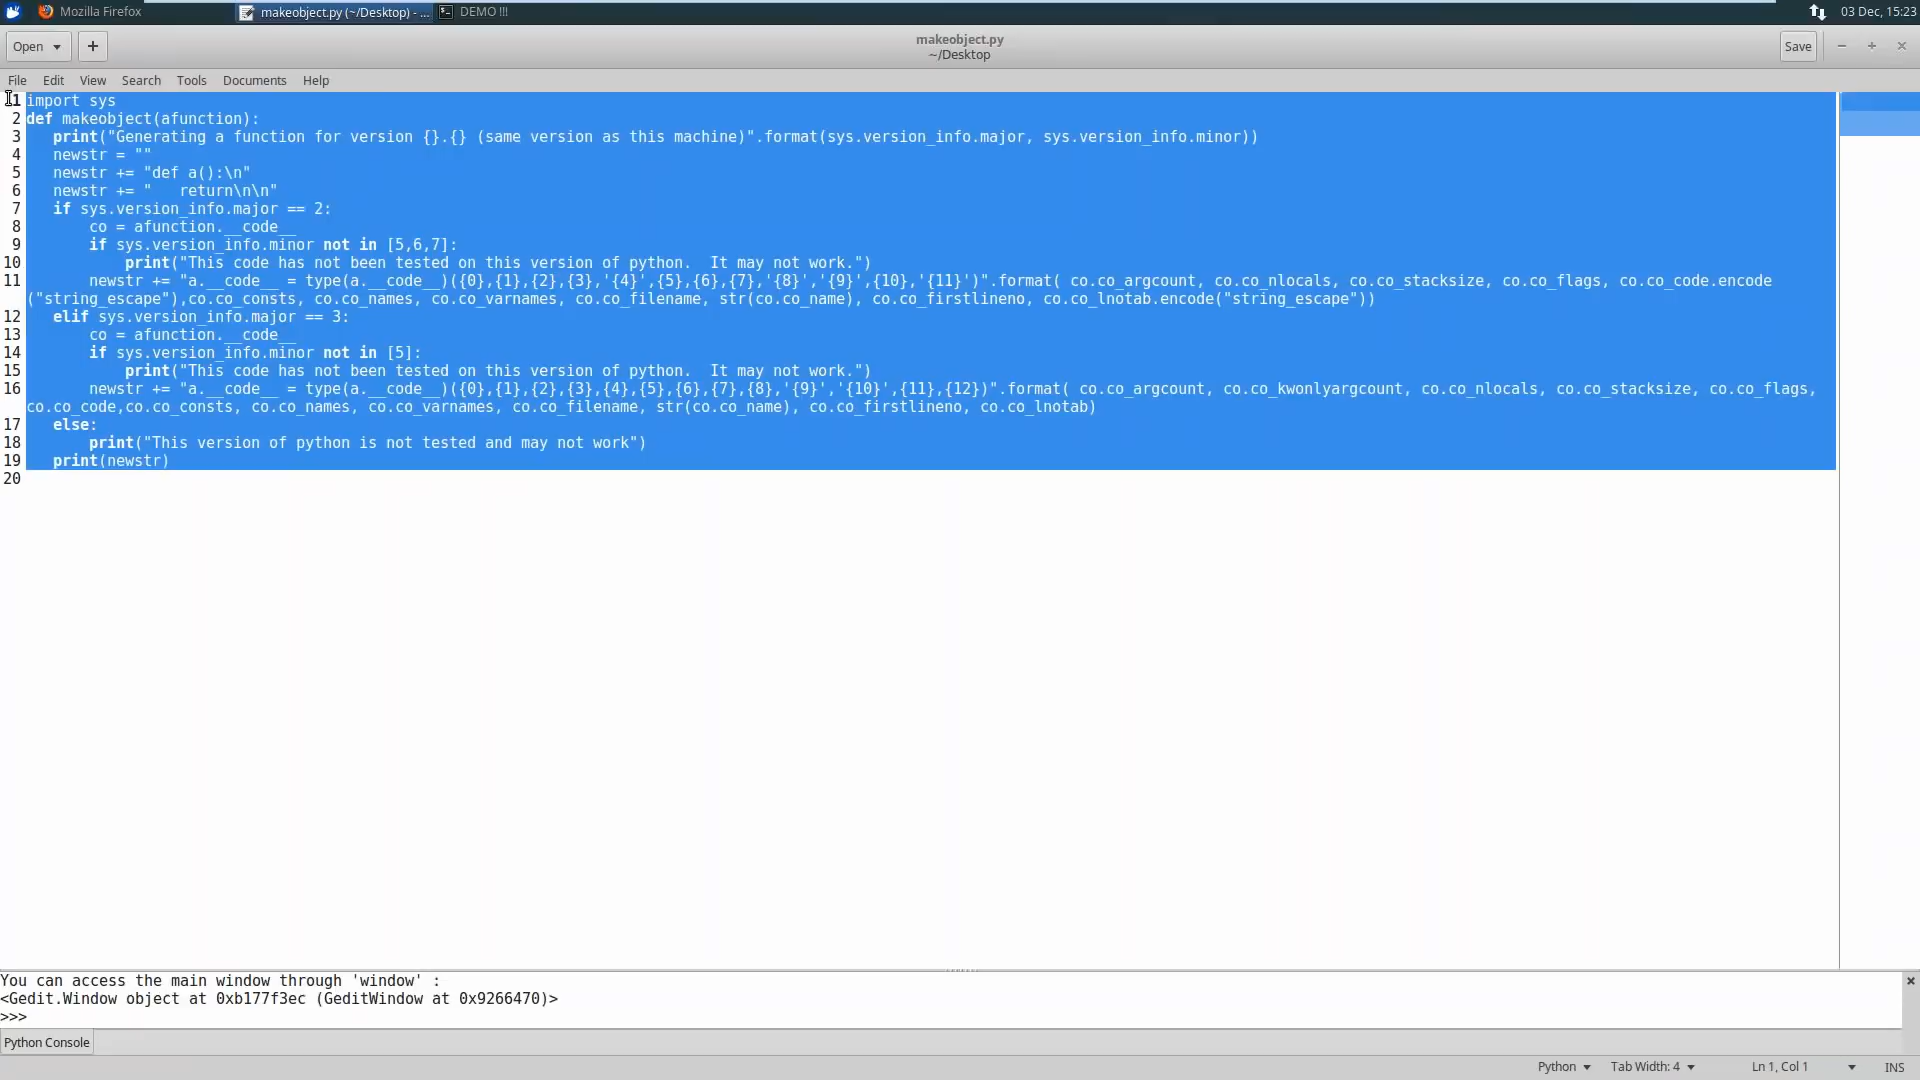 Mozilla Firefox
makeobject.py (~/Desktop) - ...
DEMO !!!
03 Dec, 15:23
Open
+
makeobject.py
~/Desktop
Save
File Edit View Search Tools Documents Help
1 import sys
2 def makeobject(afunction):
3    print("Generating a function for version {}.{} (same version as this machine)".format(sys.version_info.major, sys.version_info.minor))
4    newstr = ""
5    newstr += "def a():\n"
6    newstr += "   return\n\n"
7    if sys.version_info.major == 2:
8        co = afunction.__code__
9        if sys.version_info.minor not in [5,6,7]:
10            print("This code has not been tested on this version of python.  It may not work.")
11        newstr += "a.__code__ = type(a.__code__)({0},{1},{2},{3},'{4}',{5},{6},{7},'{8}','{9}',{10},'{11}')".format( co.co_argcount, co.co_nlocals, co.co_stacksize, co.co_flags, co.co_code.encode
("string_escape"),co.co_consts, co.co_names, co.co_varnames, co.co_filename, str(co.co_name), co.co_firstlineno, co.co_lnotab.encode("string_escape"))
12    elif sys.version_info.major == 3:
13        co = afunction.__code__
14        if sys.version_info.minor not in [5]:
15            print("This code has not been tested on this version of python.  It may not work.")
16        newstr += "a.__code__ = type(a.__code__)({0},{1},{2},{3},{4},{5},{6},{7},{8},'{9}','{10}',{11},{12})".format( co.co_argcount, co.co_kwonlyargcount, co.co_nlocals, co.co_stacksize, co.co_flags,
co.co_code,co.co_consts, co.co_names, co.co_varnames, co.co_filename, str(co.co_name), co.co_firstlineno, co.co_lnotab)
17    else:
18        print("This version of python is not tested and may not work")
19    print(newstr)
20
You can access the main window through 'window' :
<Gedit.Window object at 0xb177f3ec (GeditWindow at 0x9266470)>
>>>
Python Console
Python
Tab Width: 4
Ln 1, Col 1
INS